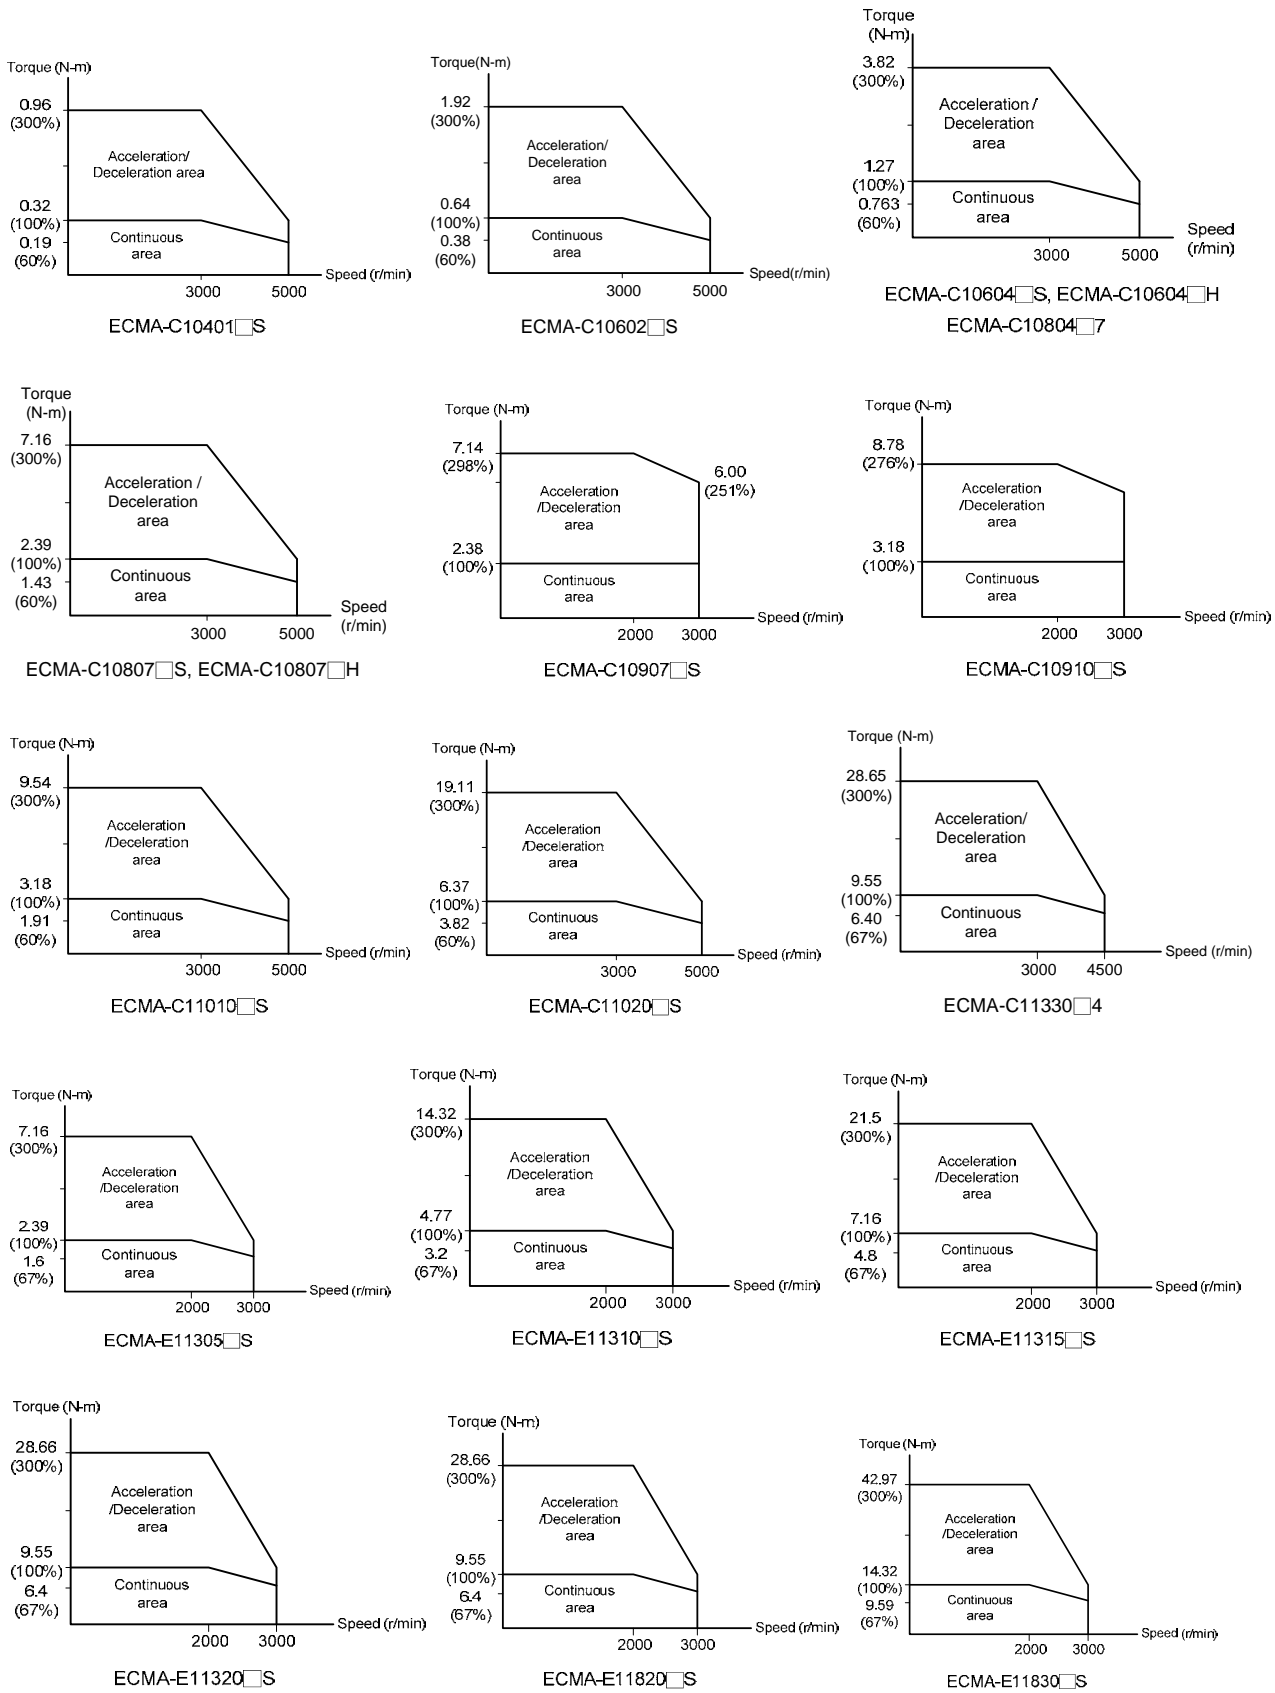 Torque (N-m)
0.96
(300%)
Acceleration/
Deceleration area
0.32
(100%)
0.19
(60%)
Continuous
area
Speed (r/min)
3000 5000
ECMA-C10401□S
Torque(N-m)
1.92
(300%)
Acceleration/
Deceleration
area
0.64
(100%)
0.38
(60%)
Continuous
area
Speed(r/min)
3000 5000
ECMA-C10602□S
Torque
(N-m)
3.82
(300%)
Acceleration /
Deceleration
area
1.27
(100%)
0.763
(60%)
Continuous
area
Speed
(r/min)
3000 5000
ECMA-C10604□S, ECMA-C10604□H
ECMA-C10804□7
Torque
(N-m)
7.16
(300%)
Acceleration /
Deceleration
area
2.39
(100%)
1.43
(60%)
Continuous
area
Speed
(r/min)
3000 5000
ECMA-C10807□S, ECMA-C10807□H
Torque (N-m)
7.14
(298%)
6.00
(251%)
Acceleration
/Deceleration
area
2.38
(100%)
Continuous
area
Speed (r/min)
2000 3000
ECMA-C10907□S
Torque (N-m)
8.78
(276%)
Acceleration
/Deceleration
area
3.18
(100%)
Continuous
area
Speed (r/min)
2000 3000
ECMA-C10910□S
Torque (N-m)
9.54
(300%)
Acceleration
/Deceleration
area
3.18
(100%)
1.91
(60%)
Continuous
area
Speed (r/min)
3000 5000
ECMA-C11010□S
Torque (N-m)
19.11
(300%)
Acceleration
/Deceleration
area
6.37
(100%)
3.82
(60%)
Continuous
area
Speed (r/min)
3000 5000
ECMA-C11020□S
Torque (N-m)
28.65
(300%)
Acceleration/
Deceleration
area
9.55
(100%)
6.40
(67%)
Continuous
area
Speed (r/min)
3000 4500
ECMA-C11330□4
Torque (N-m)
7.16
(300%)
Acceleration
/Deceleration
area
2.39
(100%)
1.6
(67%)
Continuous
area
Speed (r/min)
2000 3000
ECMA-E11305□S
Torque (N-m)
14.32
(300%)
Acceleration
/Deceleration
area
4.77
(100%)
3.2
(67%)
Continuous
area
Speed (r/min)
2000 3000
ECMA-E11310□S
Torque (N-m)
21.5
(300%)
Acceleration
/Deceleration
area
7.16
(100%)
4.8
(67%)
Continuous
area
Speed (r/min)
2000 3000
ECMA-E11315□S
Torque (N-m)
28.66
(300%)
Acceleration
/Deceleration
area
9.55
(100%)
6.4
(67%)
Continuous
area
Speed (r/min)
2000 3000
ECMA-E11320□S
Torque (N-m)
28.66
(300%)
Acceleration
/Deceleration
area
9.55
(100%)
6.4
(67%)
Continuous
area
Speed (r/min)
2000 3000
ECMA-E11820□S
Torque (N-m)
42.97
(300%)
Acceleration
/Deceleration
area
14.32
(100%)
9.59
(67%)
Continuous
area
Speed (r/min)
2000 3000
ECMA-E11830□S